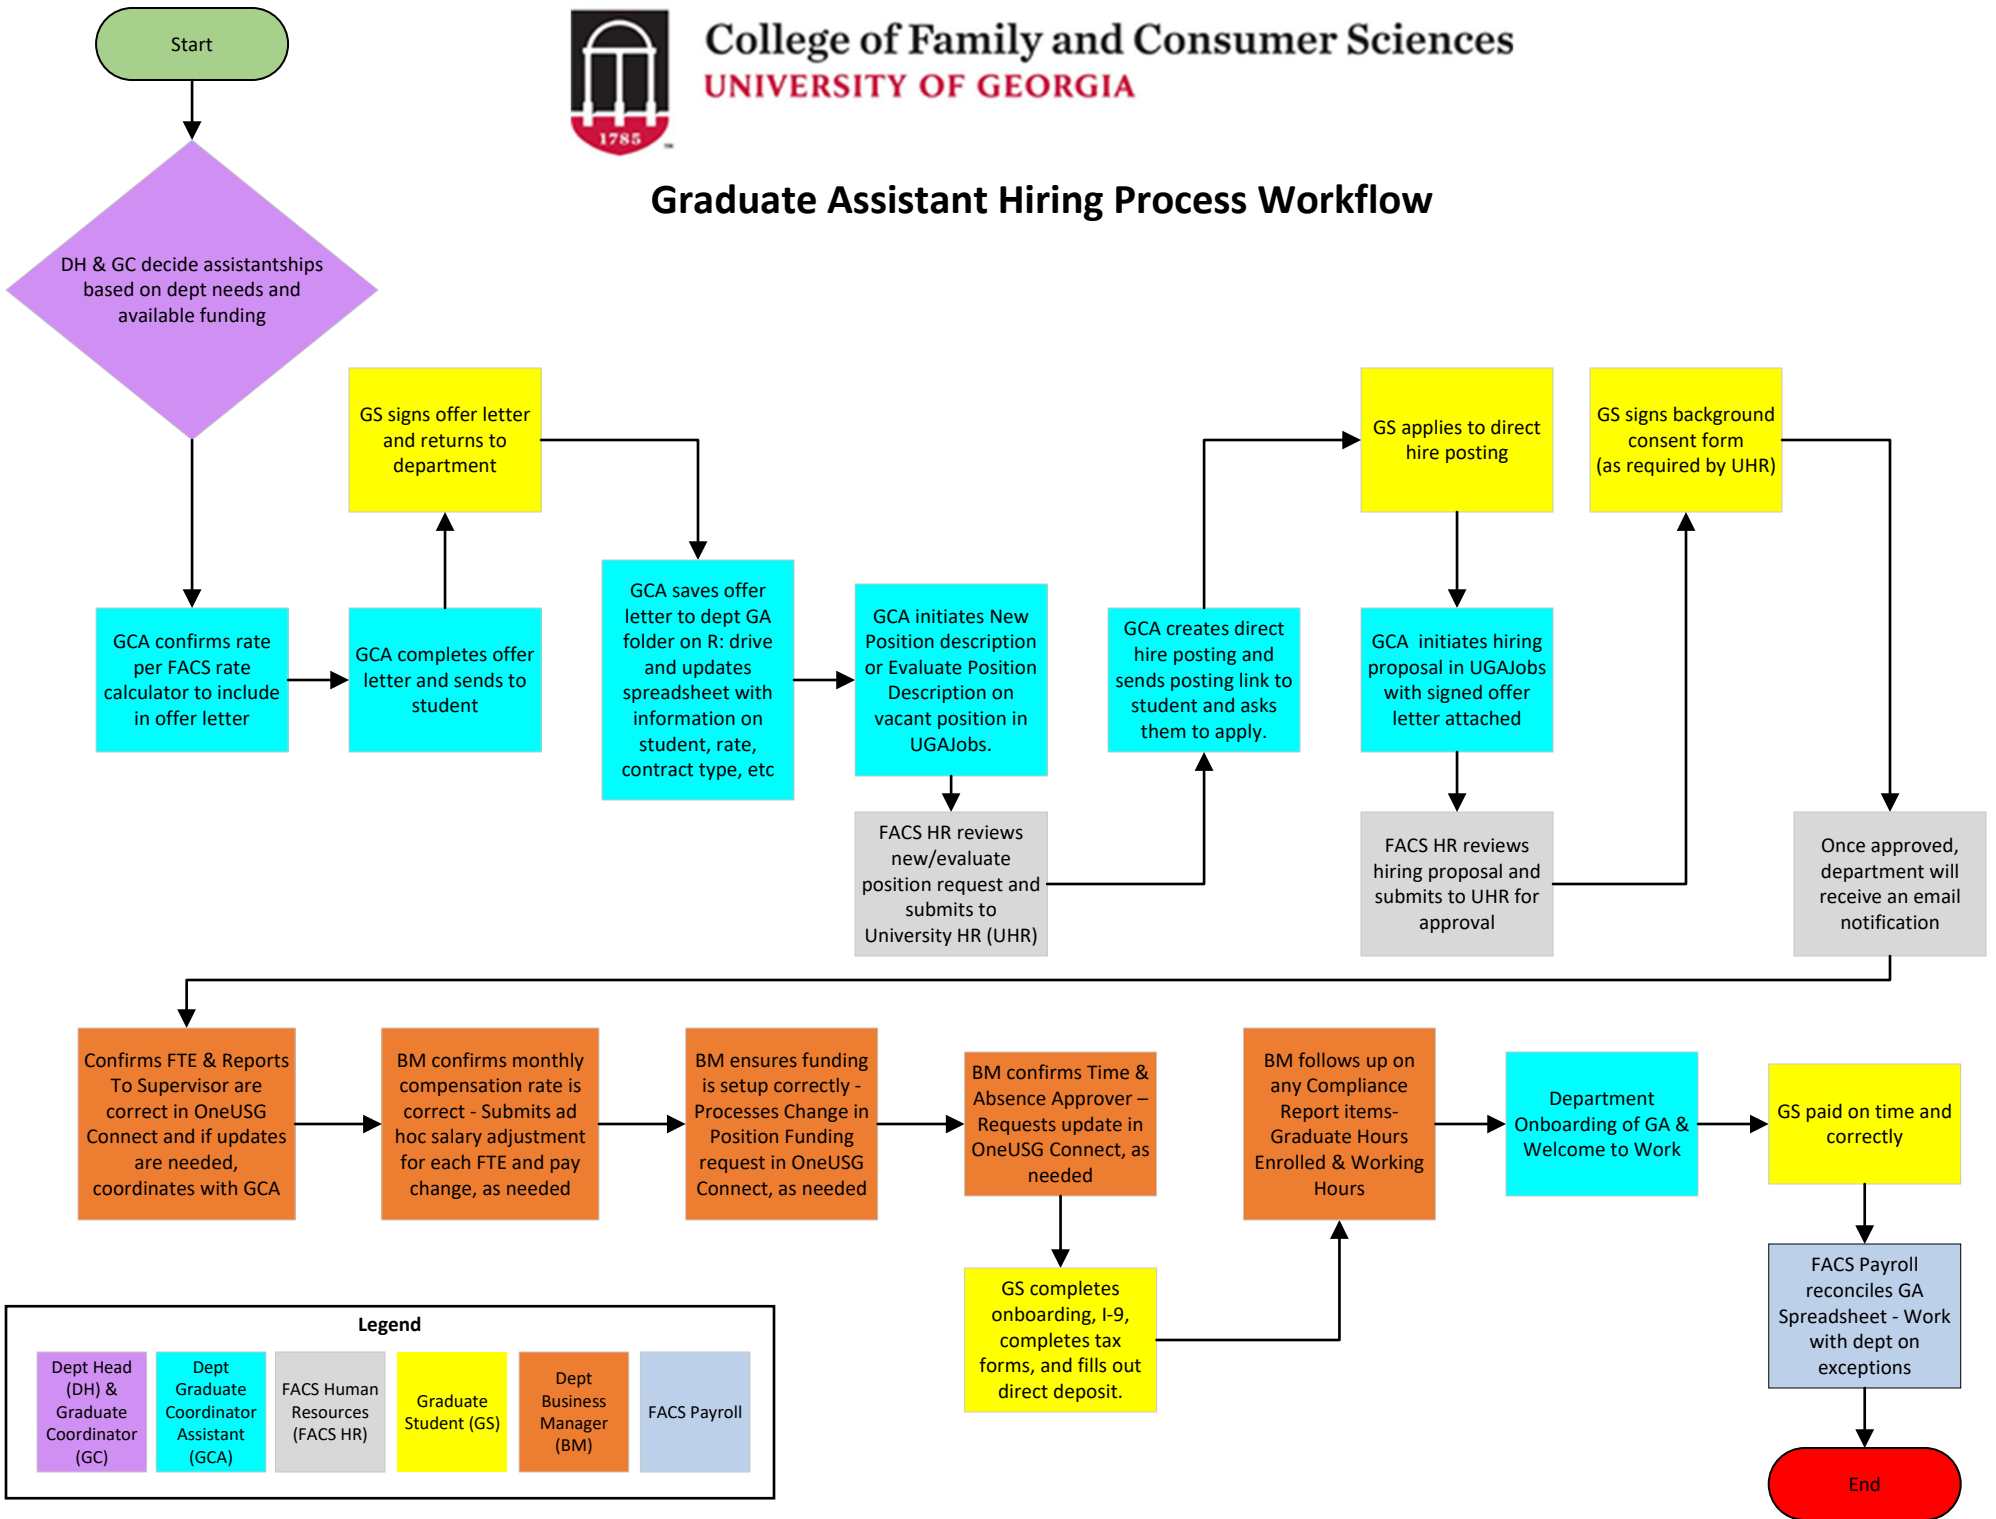 Start
College of Family and Consumer Sciences
UNIVERSITY OF GEORGIA
1785
™
Graduate Assistant Hiring Process Workflow
DH & GC decide assistantships
based on dept needs and
available funding
GCA confirms rate
per FACS rate
calculator to include
in offer letter
GCA completes offer
letter and sends to
student
GS signs offer letter
and returns to
department
GCA saves offer
letter to dept GA
folder on R: drive
and updates
spreadsheet with
information on
student, rate,
contract type, etc
GCA initiates New
Position description
or Evaluate Position
Description on
vacant position in
UGAJobs.
FACS HR reviews
new/evaluate
position request and
submits to
University HR (UHR)
GCA creates direct
hire posting and
sends posting link to
student and asks
them to apply.
GS applies to direct
hire posting
GCA  initiates hiring
proposal in UGAJobs
with signed offer
letter attached
FACS HR reviews
hiring proposal and
submits to UHR for
approval
GS signs background
consent form
(as required by UHR)
Once approved,
department will
receive an email
notification
Confirms FTE & Reports
To Supervisor are
correct in OneUSG
Connect and if updates
are needed,
coordinates with GCA
BM confirms monthly
compensation rate is
correct - Submits ad
hoc salary adjustment
for each FTE and pay
change, as needed
BM ensures funding
is setup correctly -
Processes Change in
Position Funding
request in OneUSG
Connect, as needed
BM confirms Time &
Absence Approver –
Requests update in
OneUSG Connect, as
needed
GS completes
onboarding, I-9,
completes tax
forms, and fills out
direct deposit.
BM follows up on
any Compliance
Report items-
Graduate Hours
Enrolled & Working
Hours
Department
Onboarding of GA &
Welcome to Work
GS paid on time and
correctly
FACS Payroll
reconciles GA
Spreadsheet - Work
with dept on
exceptions
End
Legend
Dept Head
(DH) &
Graduate
Coordinator
(GC)
Dept
Graduate
Coordinator
Assistant
(GCA)
FACS Human
Resources
(FACS HR)
Graduate
Student (GS)
Dept
Business
Manager
(BM)
FACS Payroll